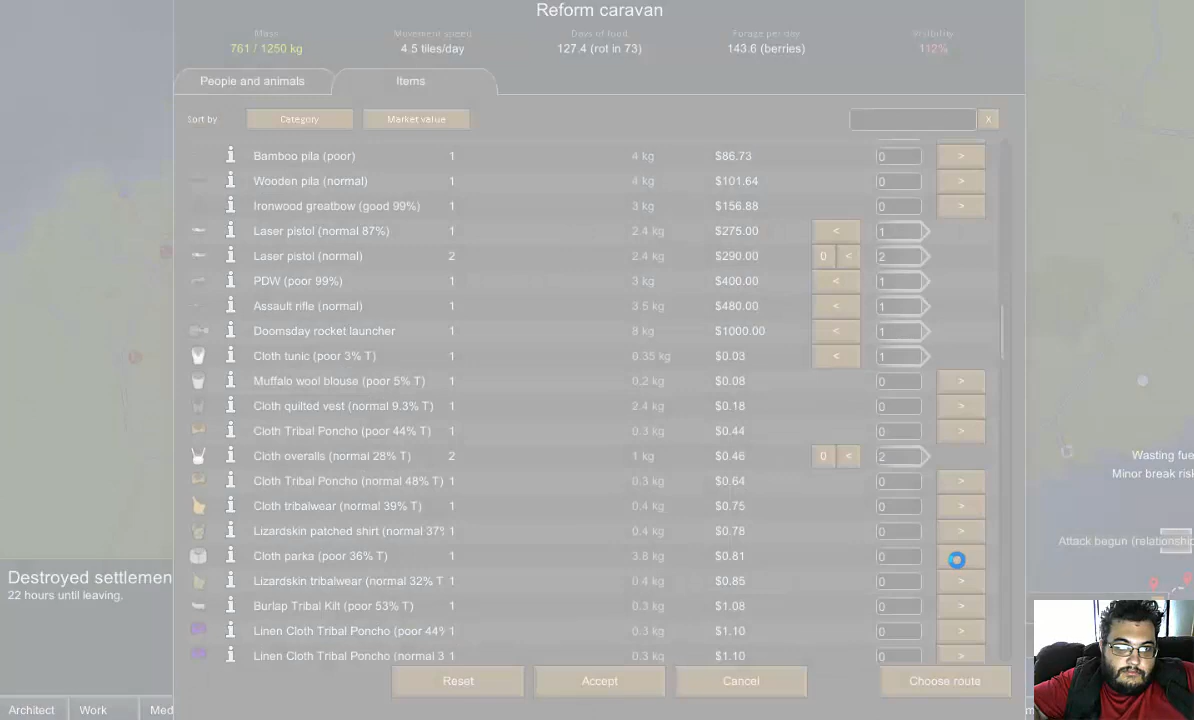 Reform caravan
Mass Movement speed Days of food Forage per day Visibility
761 / 1250 kg 4.5 tiles/day 127.4 (rot in 73) 143.6 (berries) 112%
People and animals Items
Sort by: Category Market value X
Bamboo pila (poor) 1 4 kg $86.73 0 >
Wooden pila (normal) 1 4 kg $101.64 0 >
Ironwood greatbow (good 99%) 1 3 kg $156.88 0 >
Laser pistol (normal 87%) 1 2.4 kg $275.00 < 1
Laser pistol (normal) 2 2.4 kg $290.00 0 < 2
PDW (poor 99%) 1 3 kg $400.00 < 1
Assault rifle (normal) 1 3.5 kg $480.00 < 1
Doomsday rocket launcher 1 8 kg $1000.00 < 1
Cloth tunic (poor 3% T) 1 0.35 kg $0.03 < 1
Muffalo wool blouse (poor 5% T) 1 0.2 kg $0.08 0 >
Cloth quilted vest (normal 9.3% T) 1 2.4 kg $0.18 0 >
Cloth Tribal Poncho (poor 44% T) 1 0.3 kg $0.44 0 >
Cloth overalls (normal 28% T) 2 1 kg $0.46 0 < 2
Cloth Tribal Poncho (normal 48% T) 1 0.3 kg $0.64 0 >
Cloth tribalwear (normal 39% T) 1 0.4 kg $0.75 0 >
Lizardskin patched shirt (normal 37% 1 0.4 kg $0.78 0 >
Cloth parka (poor 36% T) 1 3.8 kg $0.81 0
Lizardskin tribalwear (normal 32% T 1 0.4 kg $0.85 0 >
Burlap Tribal Kilt (poor 53% T) 1 0.3 kg $1.08 0 >
Linen Cloth Tribal Poncho (poor 44% 1 0.3 kg $1.10 0 >
Linen Cloth Tribal Poncho (normal 3 1 0.3 kg $1.10 0 >
Reset Accept Cancel Choose route
Destroyed settlemen
22 hours until leaving.
Wasting fue
Minor break risk
Attack begun (relationship
Architect Work Med